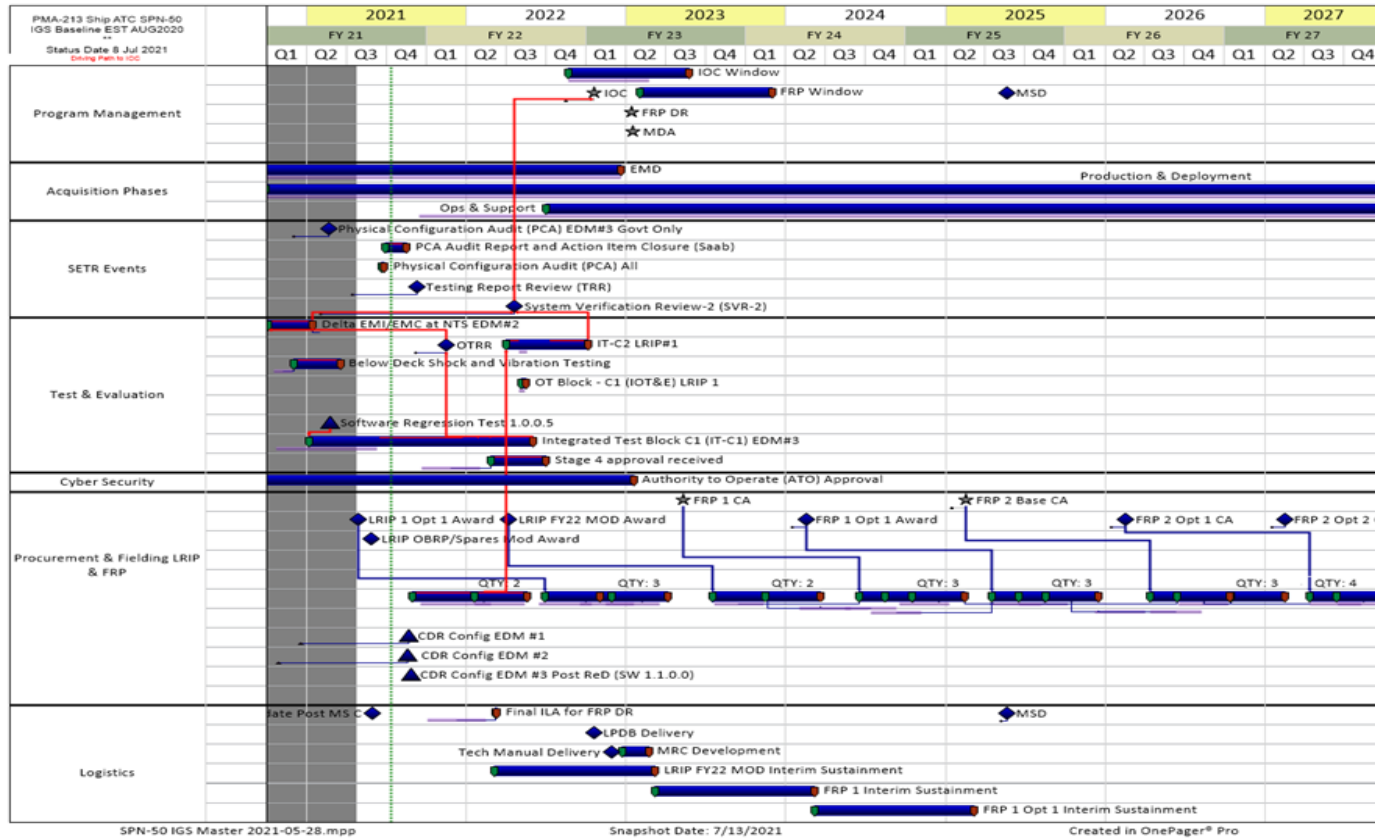 PMA-213 Ship ATC SPN-50
IGS Baseline EST AUG2020
**
Status Date 8 Jul 2021
Driving Path to IOC
2021 2022 2023 2024 2025 2026 2027
FY 21 FY 22 FY 23 FY 24 FY 25 FY 26 FY 27
Q1 Q2 Q3 Q4 Q1 Q2 Q3 Q4 Q1 Q2 Q3 Q4 Q1 Q2 Q3 Q4 Q1 Q2 Q3 Q4 Q1 Q2 Q3 Q4 Q1 Q2 Q3 Q4
Program Management
IOC Window
IOC
FRP Window
MSD
FRP DR
MDA
Acquisition Phases
EMD
Production & Deployment
Ops & Support
SETR Events
Physical Configuration Audit (PCA) EDM#3 Govt Only
PCA Audit Report and Action Item Closure (Saab)
Physical Configuration Audit (PCA) All
Testing Report Review (TRR)
System Verification Review-2 (SVR-2)
Test & Evaluation
Delta EMI/EMC at NTS EDM#2
OTRR
IT-C2 LRIP#1
Below Deck Shock and Vibration Testing
OT Block - C1 (IOT&E) LRIP 1
Software Regression Test 1.0.0.5
Integrated Test Block C1 (IT-C1) EDM#3
Stage 4 approval received
Cyber Security
Authority to Operate (ATO) Approval
Procurement & Fielding LRIP
& FRP
FRP 1 CA
FRP 2 Base CA
LRIP 1 Opt 1 Award
LRIP FY22 MOD Award
FRP 1 Opt 1 Award
FRP 2 Opt 1 CA
FRP 2 Opt 2
LRIP OBRP/Spares Mod Award
QTY: 2 QTY: 3 QTY: 2 QTY: 3 QTY: 3 QTY: 3 QTY: 4
CDR Config EDM #1
CDR Config EDM #2
CDR Config EDM #3 Post ReD (SW 1.1.0.0)
Logistics
date Post MS C
Final ILA for FRP DR
MSD
LPDB Delivery
Tech Manual Delivery
MRC Development
LRIP FY22 MOD Interim Sustainment
FRP 1 Interim Sustainment
FRP 1 Opt 1 Interim Sustainment
SPN-50 IGS Master 2021-05-28.mpp
Snapshot Date: 7/13/2021
Created in OnePager® Pro